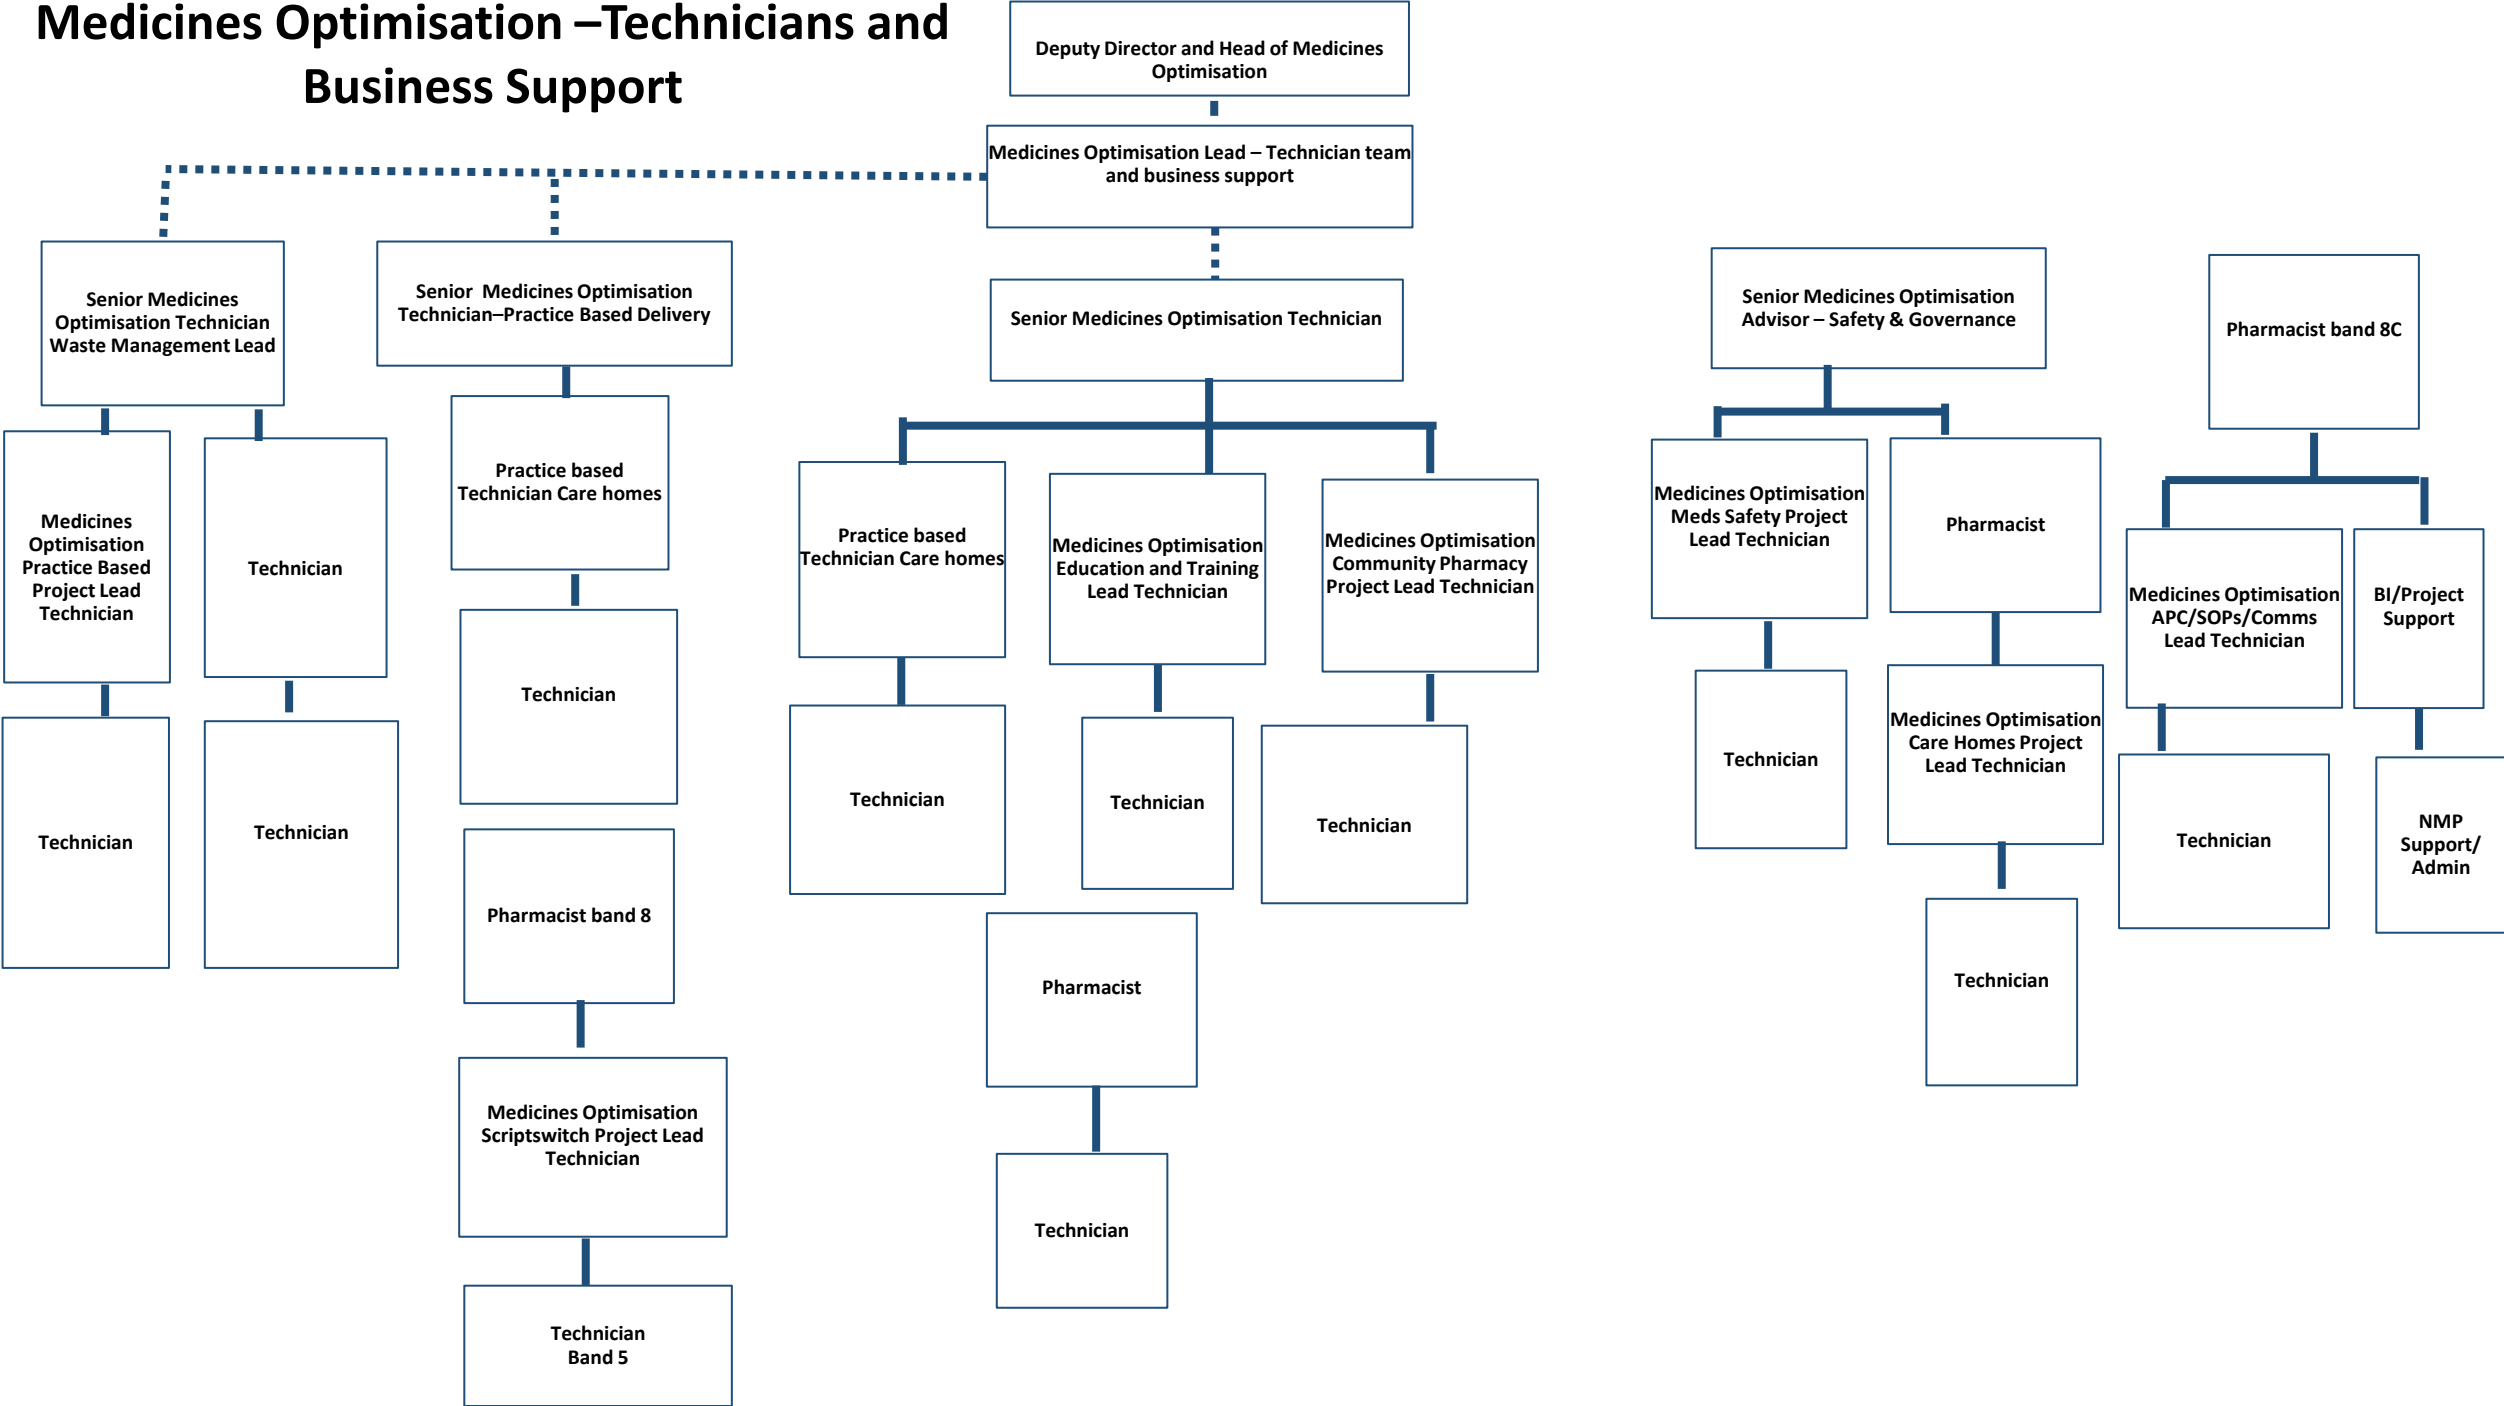 Medicines Optimisation –Technicians and
Business Support
Deputy Director and Head of Medicines
Optimisation
Medicines Optimisation Lead – Technician team
and business support
Senior Medicines
Optimisation Technician
Waste Management Lead
Senior Medicines Optimisation
Technician–Practice Based Delivery
Senior Medicines Optimisation Technician
Senior Medicines Optimisation
Advisor – Safety & Governance
Pharmacist band 8C
Medicines
Optimisation
Practice Based
Project Lead
Technician
Technician
Practice based
Technician Care homes
Practice based
Technician Care homes
Medicines Optimisation
Education and Training
Lead Technician
Medicines Optimisation
Community Pharmacy
Project Lead Technician
Medicines Optimisation
Meds Safety Project
Lead Technician
Pharmacist
Medicines Optimisation
APC/SOPs/Comms
Lead Technician
BI/Project
Support
Technician
Technician
Technician
Technician
Technician
Technician
Technician
Medicines Optimisation
Care Homes Project
Lead Technician
Technician
NMP
Support/
Admin
Pharmacist band 8
Pharmacist
Technician
Medicines Optimisation
Scriptswitch Project Lead
Technician
Technician
Technician
Band 5